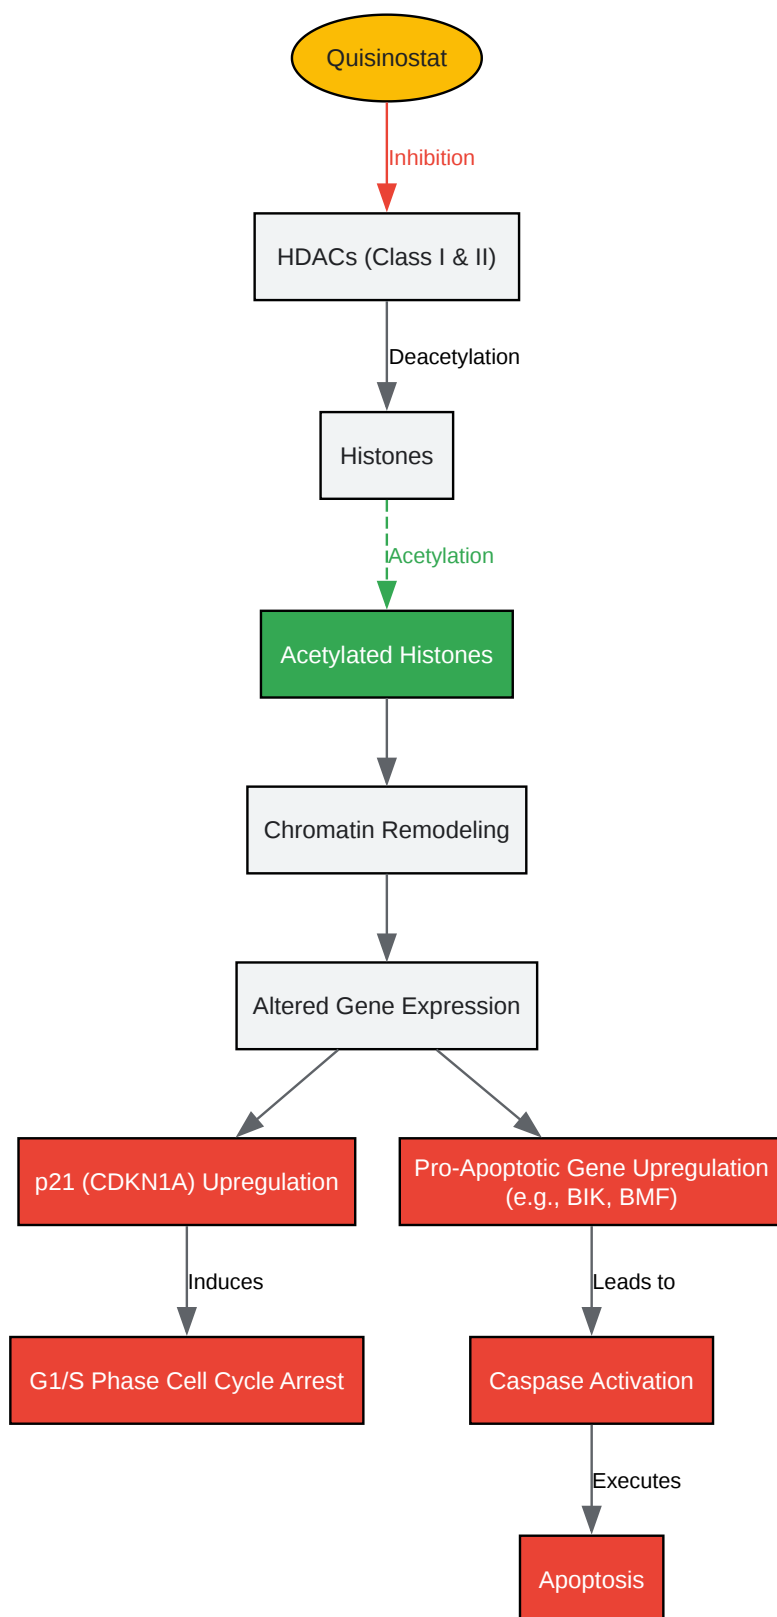 Quisinostat
Inhibition
HDACs (Class I & II)
Deacetylation
Histones
Acetylation
Acetylated Histones
Chromatin Remodeling
Altered Gene Expression
p21 (CDKN1A) Upregulation
Pro-Apoptotic Gene Upregulation
(e.g., BIK, BMF)
Induces
Leads to
G1/S Phase Cell Cycle Arrest
Caspase Activation
Executes
Apoptosis